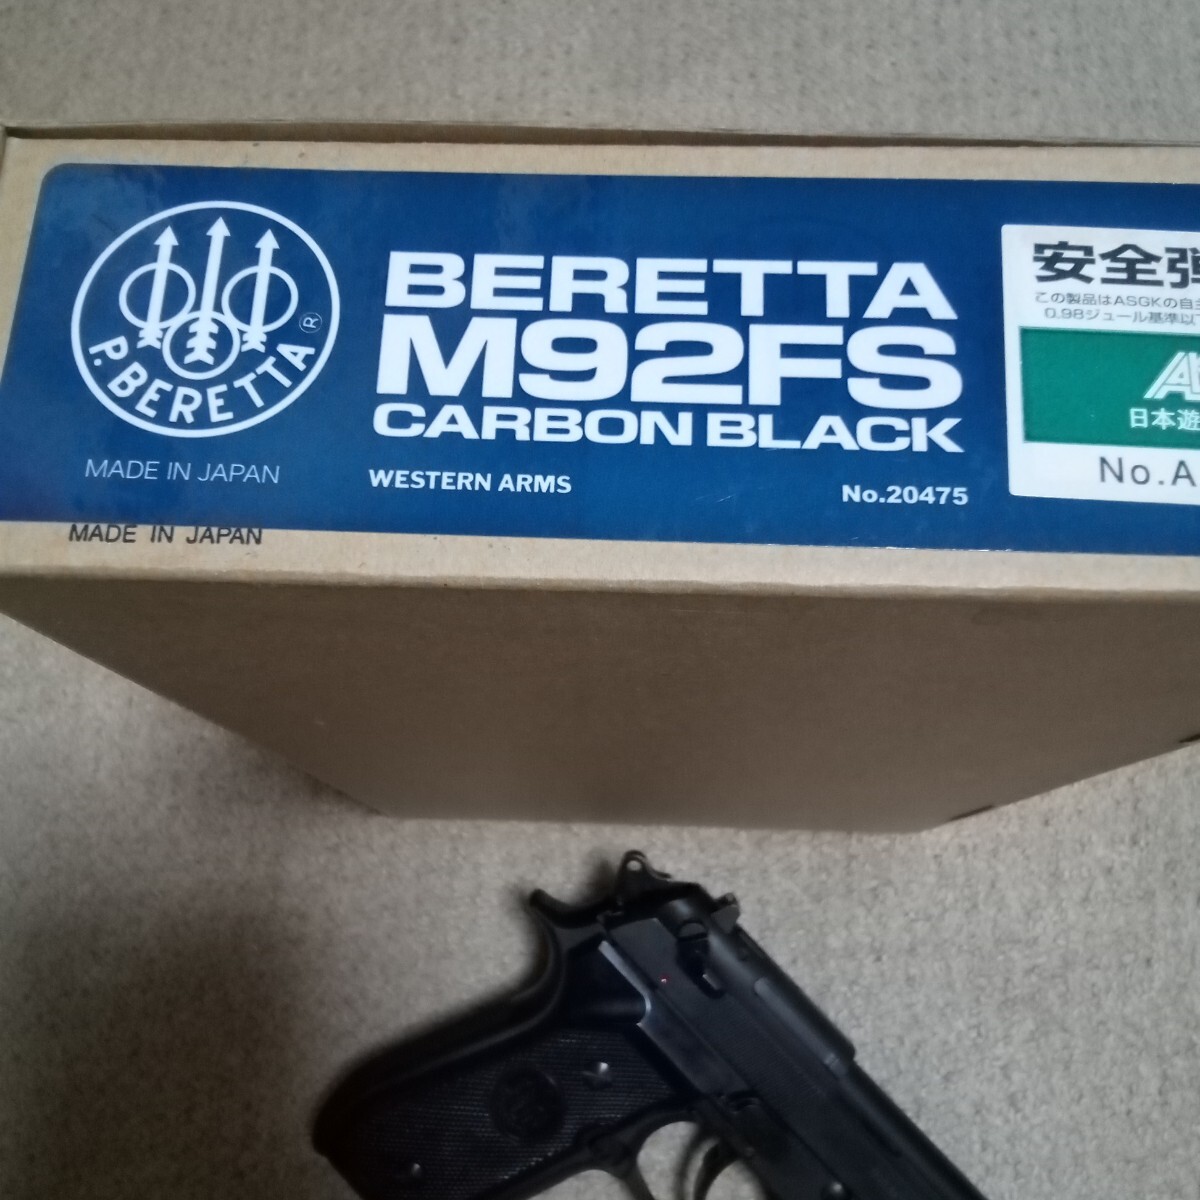 P. BERETTA
®
MADE IN JAPAN
BERETTA
M92FS
CARBON BLACK
WESTERN ARMS
No.20475
安全弾
この製品はASGKの自主
0.98ジュール基準以下
日本遊
No.A
MADE IN JAPAN